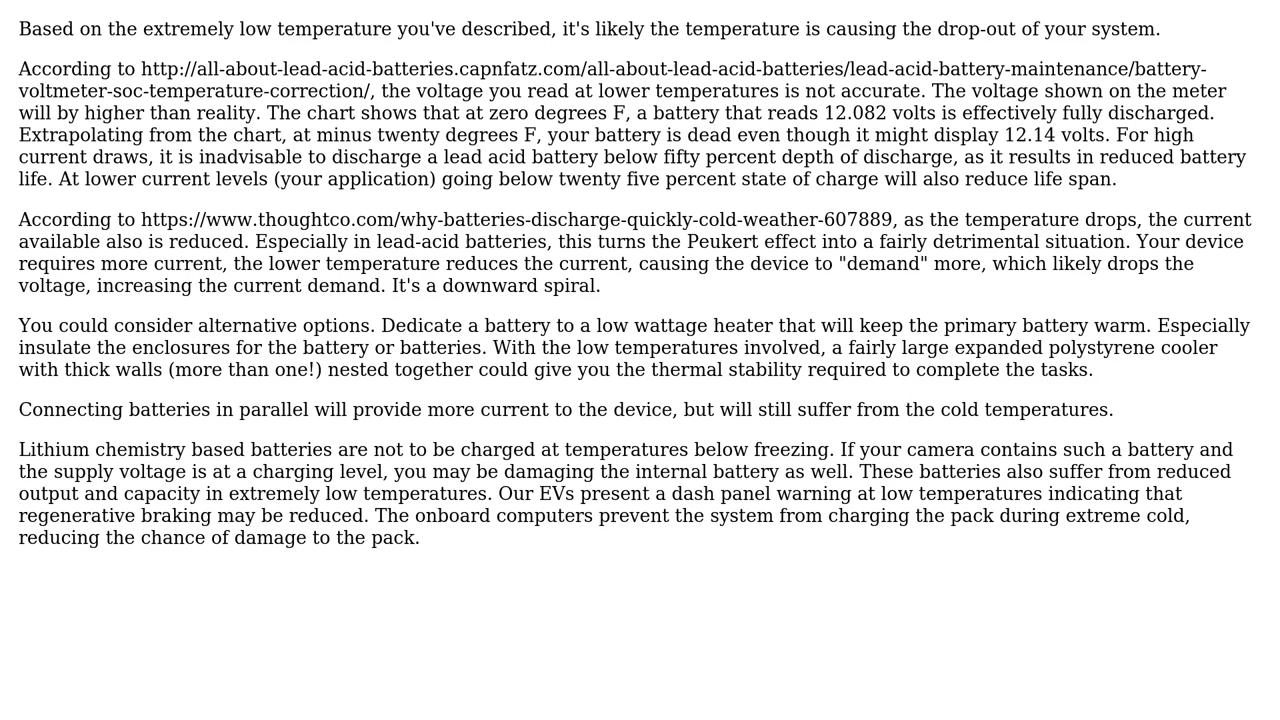 Based on the extremely low temperature you've described, it's likely the temperature is causing the drop-out of your system.
According to http://all-about-lead-acid-batteries.capnfatz.com/all-about-lead-acid-batteries/lead-acid-battery-maintenance/battery-
voltmeter-soc-temperature-correction/, the voltage you read at lower temperatures is not accurate. The voltage shown on the meter
will by higher than reality. The chart shows that at zero degrees F, a battery that reads 12.082 volts is effectively fully discharged.
Extrapolating from the chart, at minus twenty degrees F, your battery is dead even though it might display 12.14 volts. For high
current draws, it is inadvisable to discharge a lead acid battery below fifty percent depth of discharge, as it results in reduced battery
life. At lower current levels (your application) going below twenty five percent state of charge will also reduce life span.
According to https://www.thoughtco.com/why-batteries-discharge-quickly-cold-weather-607889, as the temperature drops, the current
available also is reduced. Especially in lead-acid batteries, this turns the Peukert effect into a fairly detrimental situation. Your device
requires more current, the lower temperature reduces the current, causing the device to "demand" more, which likely drops the
voltage, increasing the current demand. It's a downward spiral.
You could consider alternative options. Dedicate a battery to a low wattage heater that will keep the primary battery warm. Especially
insulate the enclosures for the battery or batteries. With the low temperatures involved, a fairly large expanded polystyrene cooler
with thick walls (more than one!) nested together could give you the thermal stability required to complete the tasks.
Connecting batteries in parallel will provide more current to the device, but will still suffer from the cold temperatures.
Lithium chemistry based batteries are not to be charged at temperatures below freezing. If your camera contains such a battery and
the supply voltage is at a charging level, you may be damaging the internal battery as well. These batteries also suffer from reduced
output and capacity in extremely low temperatures. Our EVs present a dash panel warning at low temperatures indicating that
regenerative braking may be reduced. The onboard computers prevent the system from charging the pack during extreme cold,
reducing the chance of damage to the pack.